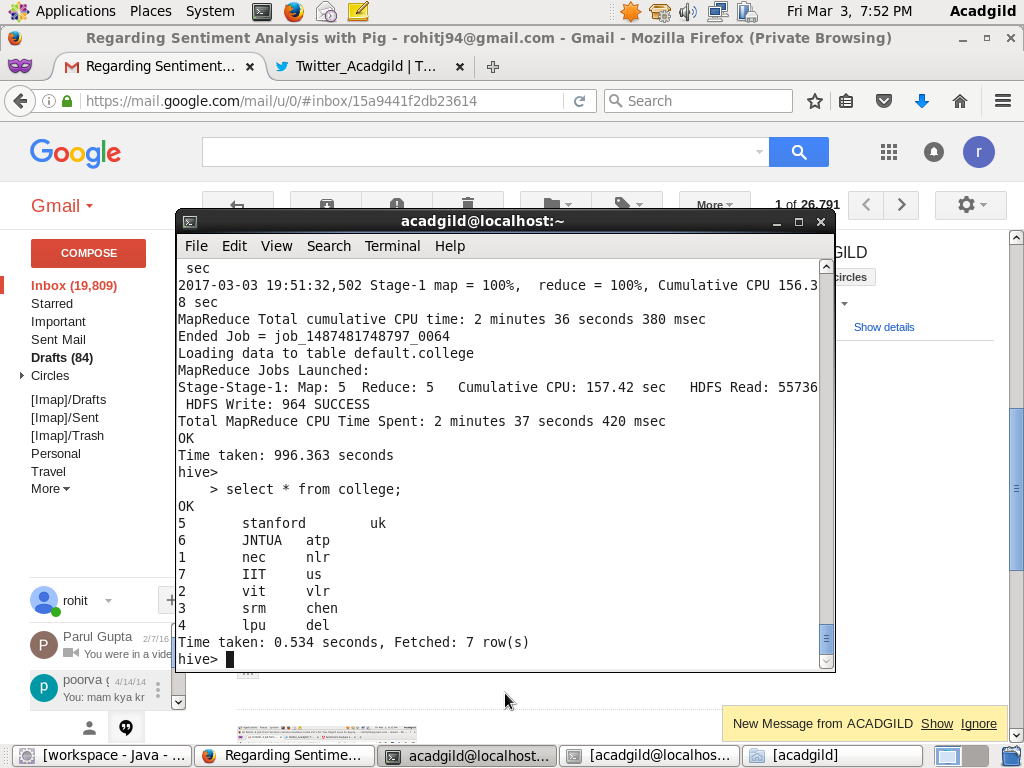 Applications Places System Fri Mar 3, 7:52 PM Acadgild
Regarding Sentiment Analysis with Pig - rohitj94@gmail.com - Gmail - Mozilla Firefox (Private Browsing)
Regarding Sentiment... Twitter_Acadgild | T...
https://mail.google.com/mail/u/0/#inbox/15a9441f2db23614 Search
Google r
Gmail More 1 of 26,791
acadgild@localhost:~
File Edit View Search Terminal Help
COMPOSE
Inbox (19,809)
Starred
Important
Sent Mail
Drafts (84)
Circles
[Imap]/Drafts
[Imap]/Sent
[Imap]/Trash
Personal
Travel
More
rohit
Parul Gupta 2/7/16
You were in a vide
poorva 4/14/14
You: mam kya kr
sec
2017-03-03 19:51:32,502 Stage-1 map = 100%,  reduce = 100%, Cumulative CPU 156.3
8 sec
MapReduce Total cumulative CPU time: 2 minutes 36 seconds 380 msec
Ended Job = job_1487481748797_0064
Loading data to table default.college
MapReduce Jobs Launched:
Stage-Stage-1: Map: 5  Reduce: 5   Cumulative CPU: 157.42 sec   HDFS Read: 55736
HDFS Write: 964 SUCCESS
Total MapReduce CPU Time Spent: 2 minutes 37 seconds 420 msec
OK
Time taken: 996.363 seconds
hive>
> select * from college;
OK
5 stanford uk
6 JNTUA atp
1 nec nlr
7 IIT us
2 vit vlr
3 srm chen
4 lpu del
Time taken: 0.534 seconds, Fetched: 7 row(s)
hive>
GILD
circles
Show details
P
p
New Message from ACADGILD Show Ignore
[workspace - Java - ... Regarding Sentime... acadgild@localhost:... [acadgild@localhos... [acadgild]